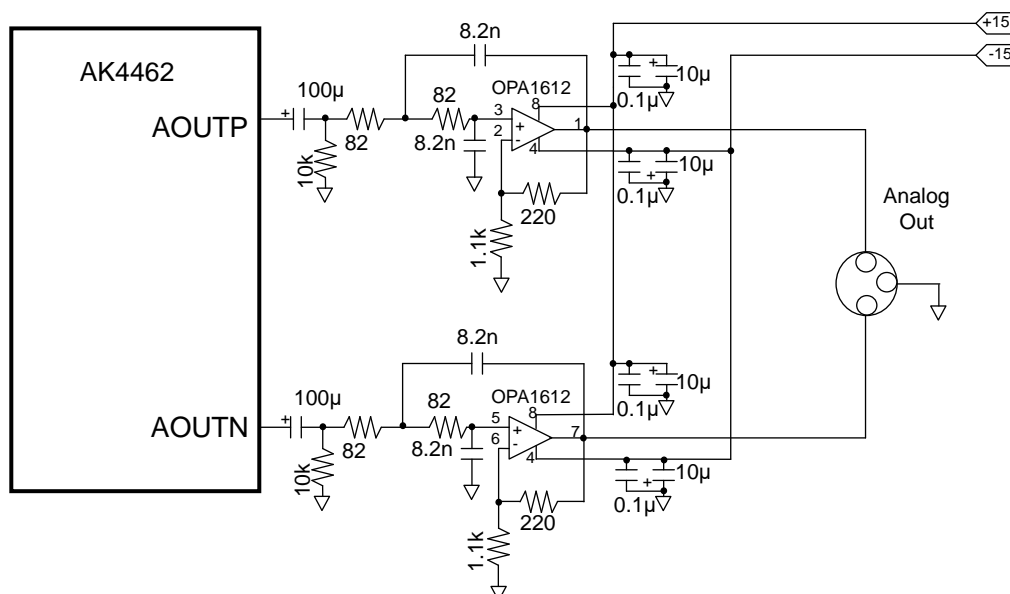 +15
-15
AK4462
AOUTP
100µ
10k
82
8.2n
82
8.2n
OPA1612
3
2
8
4
1
220
1.1k
0.1µ
+
10µ
0.1µ
+
10µ
Analog
Out
AOUTN
100µ
10k
82
8.2n
82
8.2n
OPA1612
5
6
8
4
7
220
1.1k
0.1µ
+
10µ
0.1µ
+
10µ